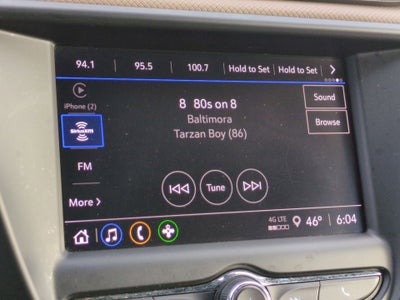 94.1 95.5 100.7 Hold to Set Hold to Set
iPhone (2)
8 80s on 8
Sound
Baltimora
SiriusXM
Browse
Tarzan Boy (86)
FM
Tune
More
4G LTE 46° 6:04